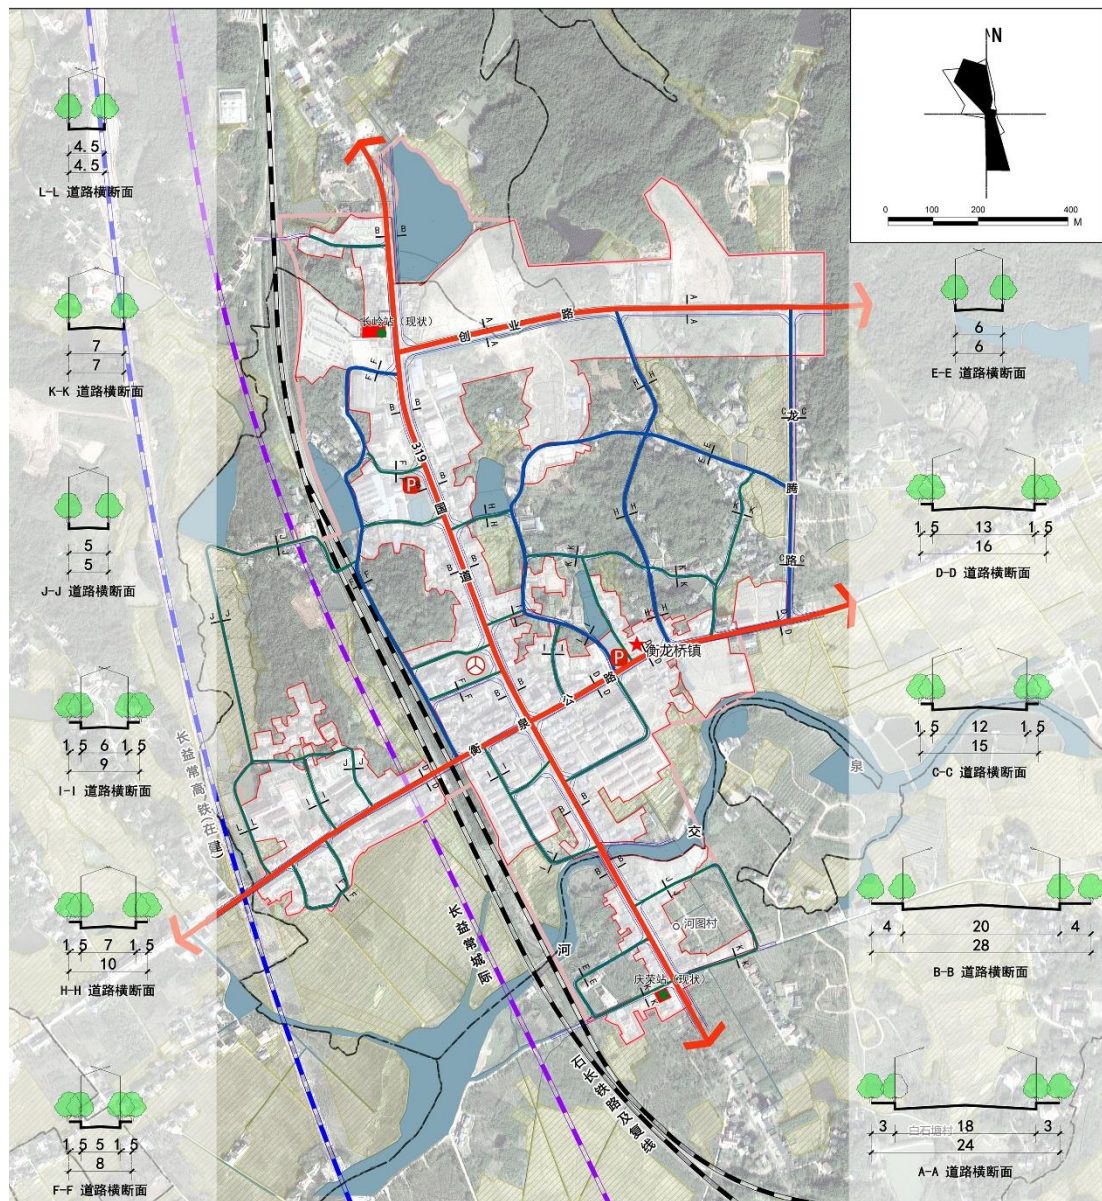 N
0 100 200 400
M
4.5
4.5
L-L 道路横断面
7
7
K-K 道路横断面
5
5
J-J 道路横断面
1.5 6 1.5
9
I-I 道路横断面
1.5 7 1.5
10
H-H 道路横断面
1.5 5 1.5
8
F-F 道路横断面
6
6
E-E 道路横断面
1.5 13 1.5
16
D-D 道路横断面
1.5 12 1.5
15
C-C 道路横断面
4 20 4
28
B-B 道路横断面
3 18 3
24
A-A 道路横断面
白石塘村
长岭站（现状）
创业路
319国道
龙腾路
P
P
衡龙桥镇
衡泉公路
泉交河
河图村
庆荣站（现状）
长益常高铁(在建)
长益常城际
石长铁路及复线